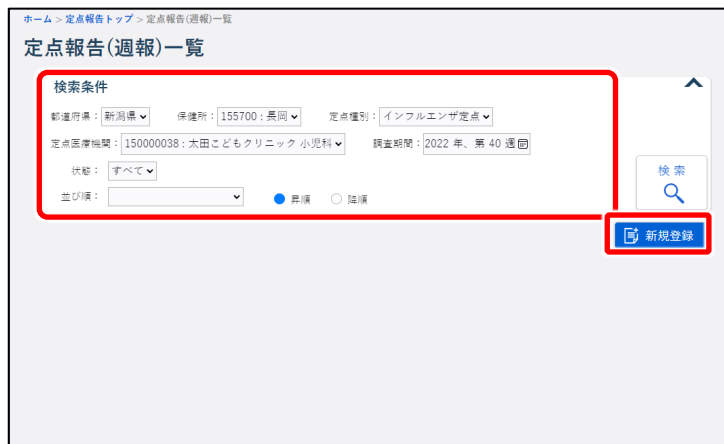 ホーム > 定点報告トップ > 定点報告(週報)一覧
定点報告(週報)一覧
検索条件
都道府県： 新潟県 保健所： 155700 : 長岡 定点種別： インフルエンザ定点
定点医療機関： 150000038 : 太田こどもクリニック 小児科 調査期間： 2022 年、第 40 週
状態： すべて
検 索
並び順： 昇順 降順
新規登録